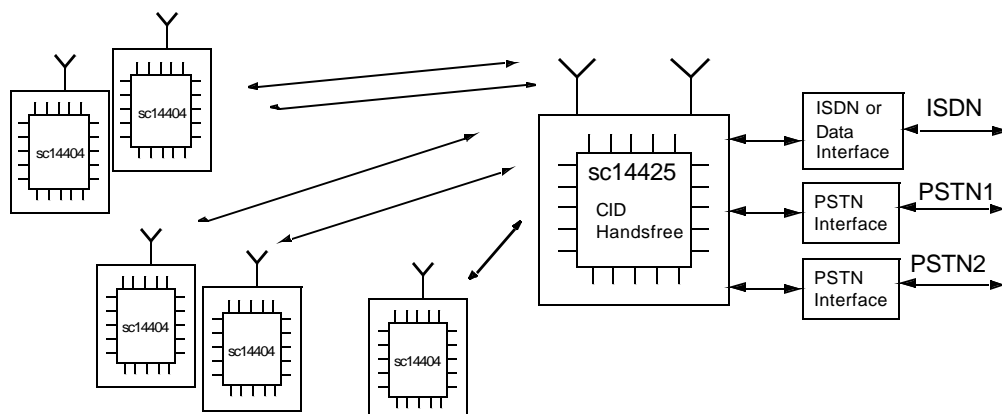 sc14404
sc14404
sc14425
CID
Handsfree
ISDN or
Data
Interface
ISDN
PSTN
Interface
PSTN1
PSTN
Interface
PSTN2
sc14404
sc14404
sc14404